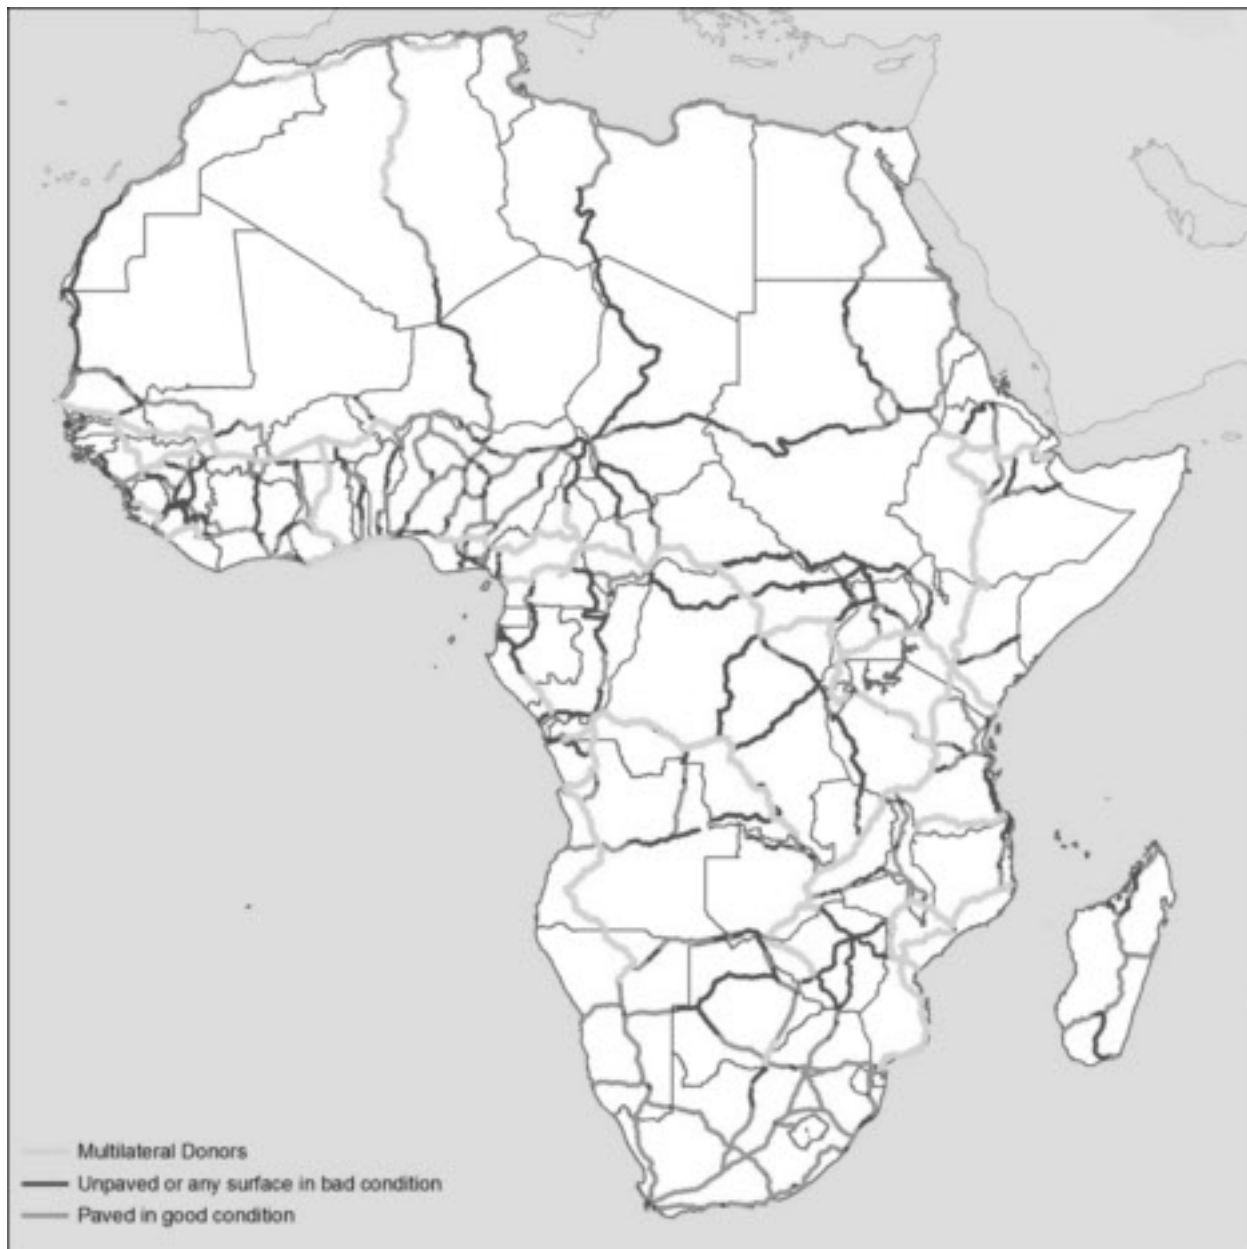 Multilateral Donors
Unpaved or any surface in bad condition
Paved in good condition